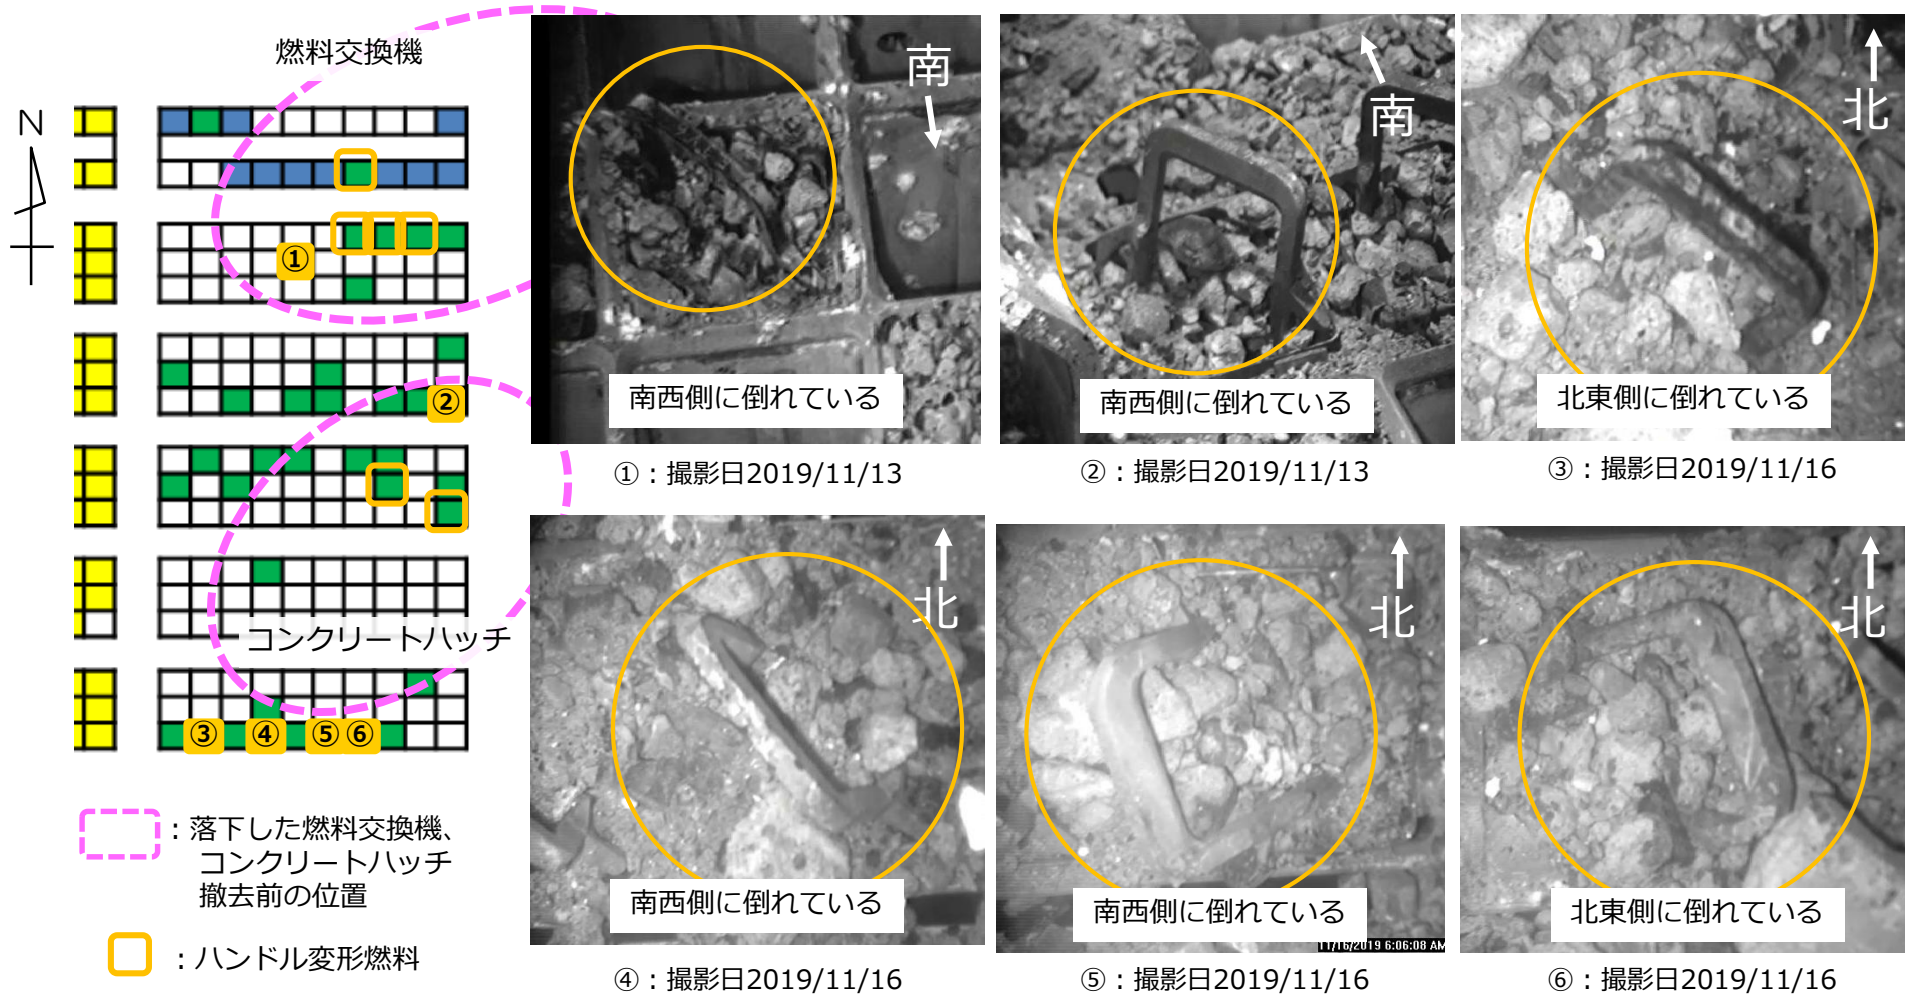 燃料交換機
N
①
②
③
④
⑤
⑥
コンクリートハッチ
：落下した燃料交換機、
コンクリートハッチ
撤去前の位置
：ハンドル変形燃料
南
南西側に倒れている
①：撮影日2019/11/13
南
南西側に倒れている
②：撮影日2019/11/13
北
北東側に倒れている
③：撮影日2019/11/16
北
南西側に倒れている
④：撮影日2019/11/16
北
南西側に倒れている
11/16/2019 6:06:08 AM
⑤：撮影日2019/11/16
北
北東側に倒れている
⑥：撮影日2019/11/16